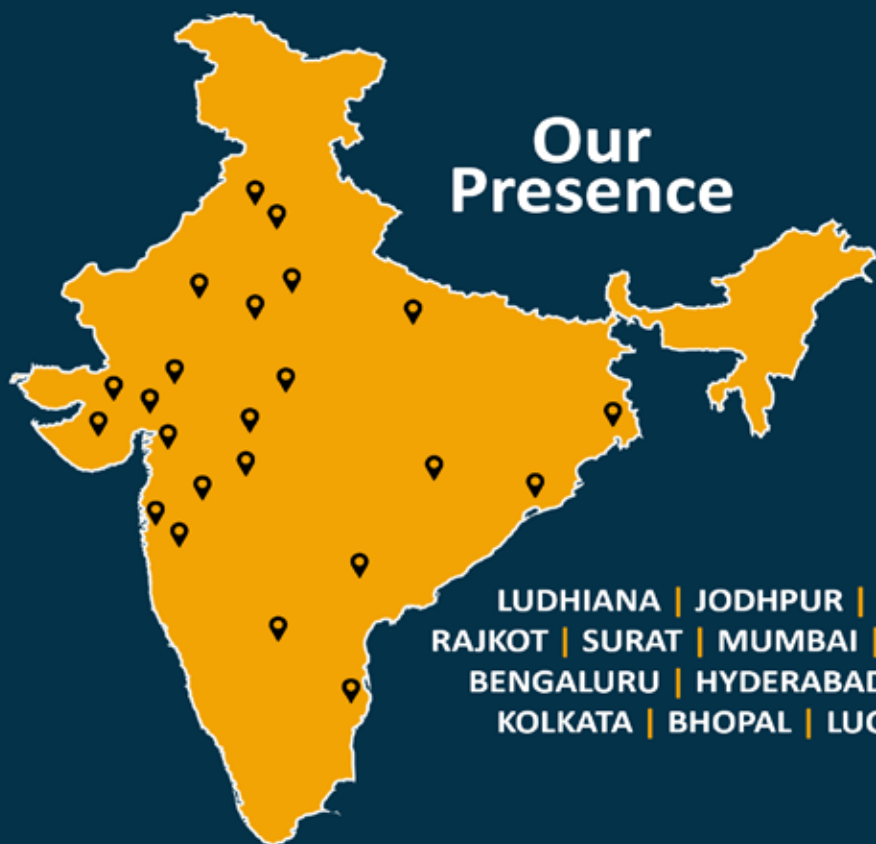 Our
Presence
LUDHIANA | JODHPUR |
RAJKOT | SURAT | MUMBAI |
BENGALURU | HYDERABAD
KOLKATA | BHOPAL |